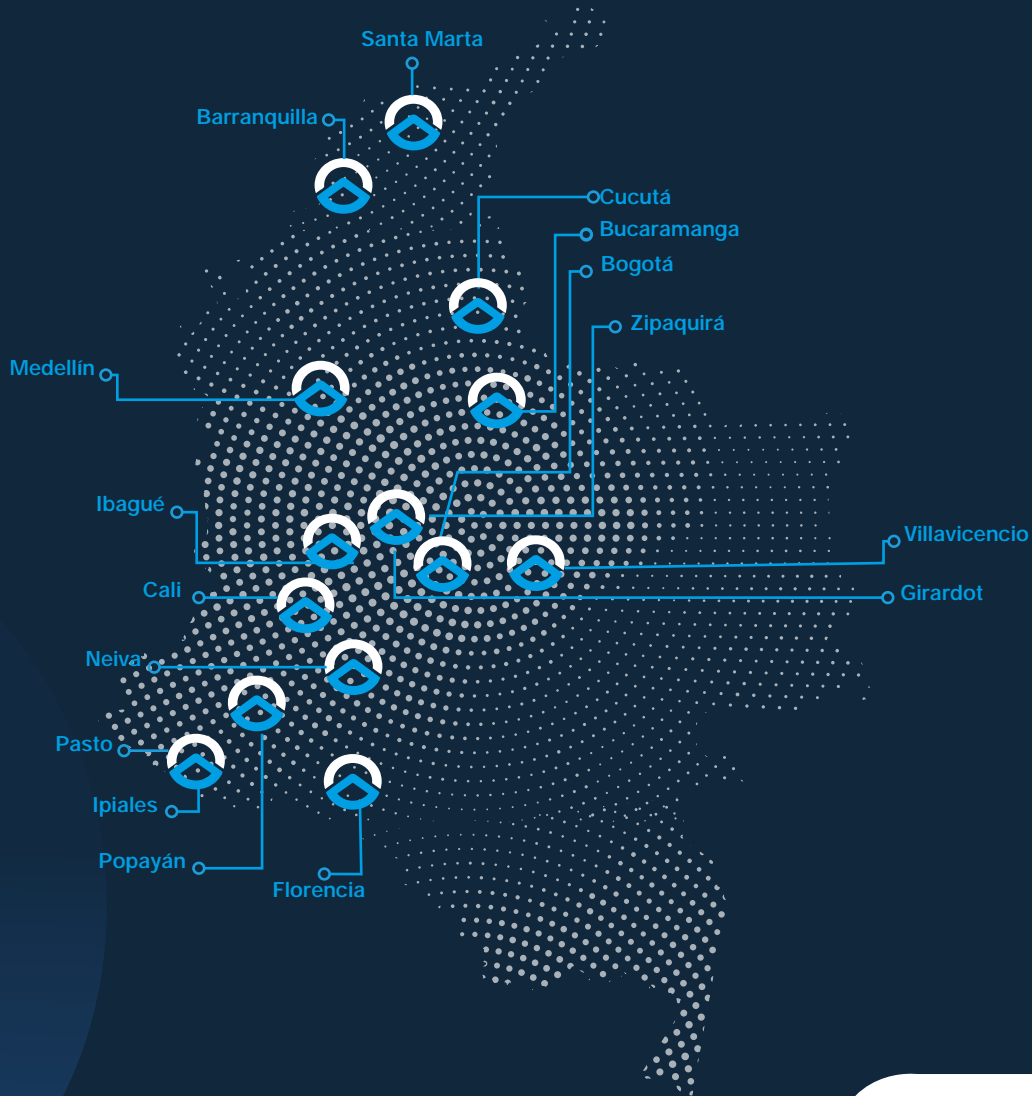 Santa Marta
Barranquilla
Cucutá
Bucaramanga
Bogotá
Zipaquirá
Medellín
Ibagué
Villavicencio
Cali
Girardot
Neiva
Pasto
Ipiales
Popayán
Florencia